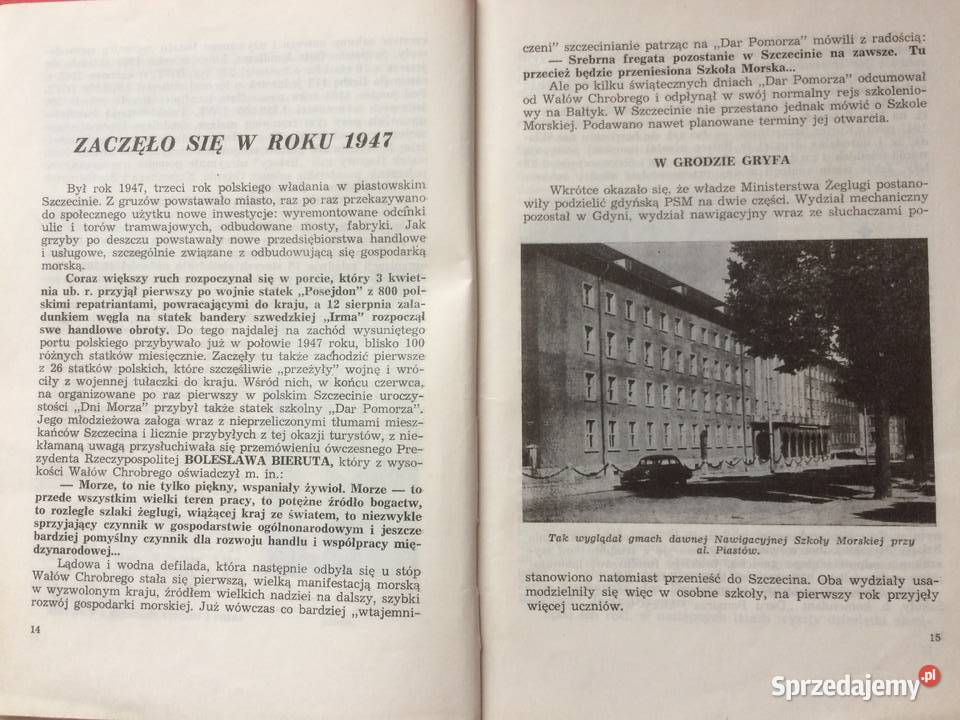 ZACZĘŁO SIĘ W ROKU 1947
Był rok 1947, trzeci rok polskiego władania w piastowskim
Szczecinie. Z gruzów powstawało miasto, raz po raz przekazywano
do społecznego użytku nowe inwestycje: wyremontowane odcinki
ulic i torów tramwajowych, odbudowane mosty, fabryki. Jak
grzyby po deszczu powstawały nowe przedsiębiorstwa handlowe
i usługowe, szczególnie związane z odbudowującą się gospodarką
morską.
Coraz większy ruch rozpoczynał się w porcie, który 3 kwiet-
nia ub. r. przyjął pierwszy po wojnie statek „Posejdon" z 800 pol-
skimi repatriantami, powracającymi do kraju, a 12 sierpnia zała-
dunkiem węgla na statek bandery szwedzkiej „Irma" rozpoczął
swe handlowe obroty. Do tego najdalej na zachód wysuniętego
portu polskiego przybywało już w połowie 1947 roku, blisko 100
różnych statków miesięcznie. Zaczęły tu także zachodzić pierwsze
z 26 statków polskich, które szczęśliwie „przeżyły" wojnę i wró-
ciły z wojennej tułaczki do kraju. Wśród nich, w końcu czerwca,
na organizowane po raz pierwszy w polskim Szczecinie uroczy-
stości „Dni Morza" przybył także statek szkolny „Dar Pomorza".
Jego młodzieżowa załoga wraz z nieprzeliczonymi tłumami miesz-
kańców Szczecina i licznie przybyłych z tej okazji turystów, z nie-
kłamaną uwagą przysłuchiwała się przemówieniu ówczesnego Pre-
zydenta Rzeczypospolitej BOLESŁAWA BIERUTA, który z wyso-
kości Wałów Chrobrego oświadczył m. in.:
— Morze, to nie tylko piękny, wspaniały żywioł. Morze — to
przede wszystkim wielki teren pracy, to potężne źródło bogactw,
to rozległe szlaki żeglugi, wiążącej kraj ze światem, to niezwykle
sprzyjający czynnik w gospodarstwie ogólnonarodowym i jeszcze
bardziej pomyślny czynnik dla rozwoju handlu i współpracy mię-
dzynarodowej...
Lądowa i wodna defilada, która następnie odbyła się u stóp
Wałów Chrobrego stała się pierwszą, wielką manifestacją morską
w wyzwolonym kraju, źródłem wielkich nadziei na dalszy, szybki
rozwój gospodarki morskiej. Już wówczas co bardziej „wtajemni-
14
czeni" szczecinianie patrząc na „Dar Pomorza" mówili z radością:
— Srebrna fregata pozostanie w Szczecinie na zawsze. Tu
przecież będzie przeniesiona Szkoła Morska...
Ale po kilku świątecznych dniach „Dar Pomorza" odcumował
od Wałów Chrobrego i odpłynął w swój normalny rejs szkolenio-
wy na Bałtyk. W Szczecinie nie przestano jednak mówić o Szkole
Morskiej. Podawano nawet planowane terminy jej otwarcia.
W GRODZIE GRYFA
Wkrótce okazało się, że władze Ministerstwa Żeglugi postano-
wiły podzielić gdyńską PSM na dwie części. Wydział mechaniczny
pozostał w Gdyni, wydział nawigacyjny wraz ze słuchaczami po-
Tak wyglądał gmach dawnej Nawigacyjnej Szkoły Morskiej przy
al. Piastów.
stanowiono natomiast przenieść do Szczecina. Oba wydziały usa-
modzielniły się więc w osobne szkoły, na pierwszy rok przyjęły
więcej uczniów.
15
Sprzedajemy.pl